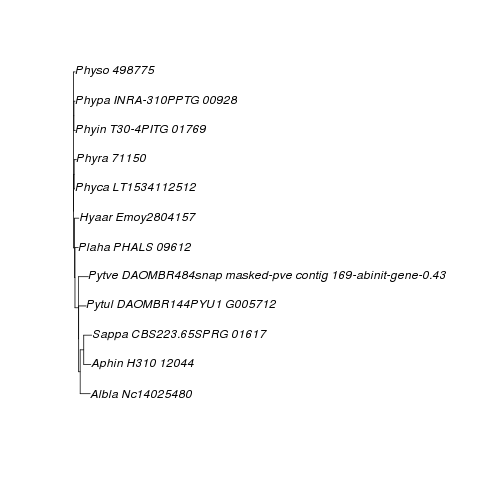 Physo 498775
Phypa INRA-310PPTG 00928
Phyin T30-4PITG 01769
Phyra 71150
Phyca LT1534112512
Hyaar Emoy2804157
Plaha PHALS 09612
Pytve DAOMBR484snap masked-pve contig 169-abinit-gene-0.43
Pytul DAOMBR144PYU1 G005712
Sappa CBS223.65SPRG 01617
Aphin H310 12044
Albla Nc14025480